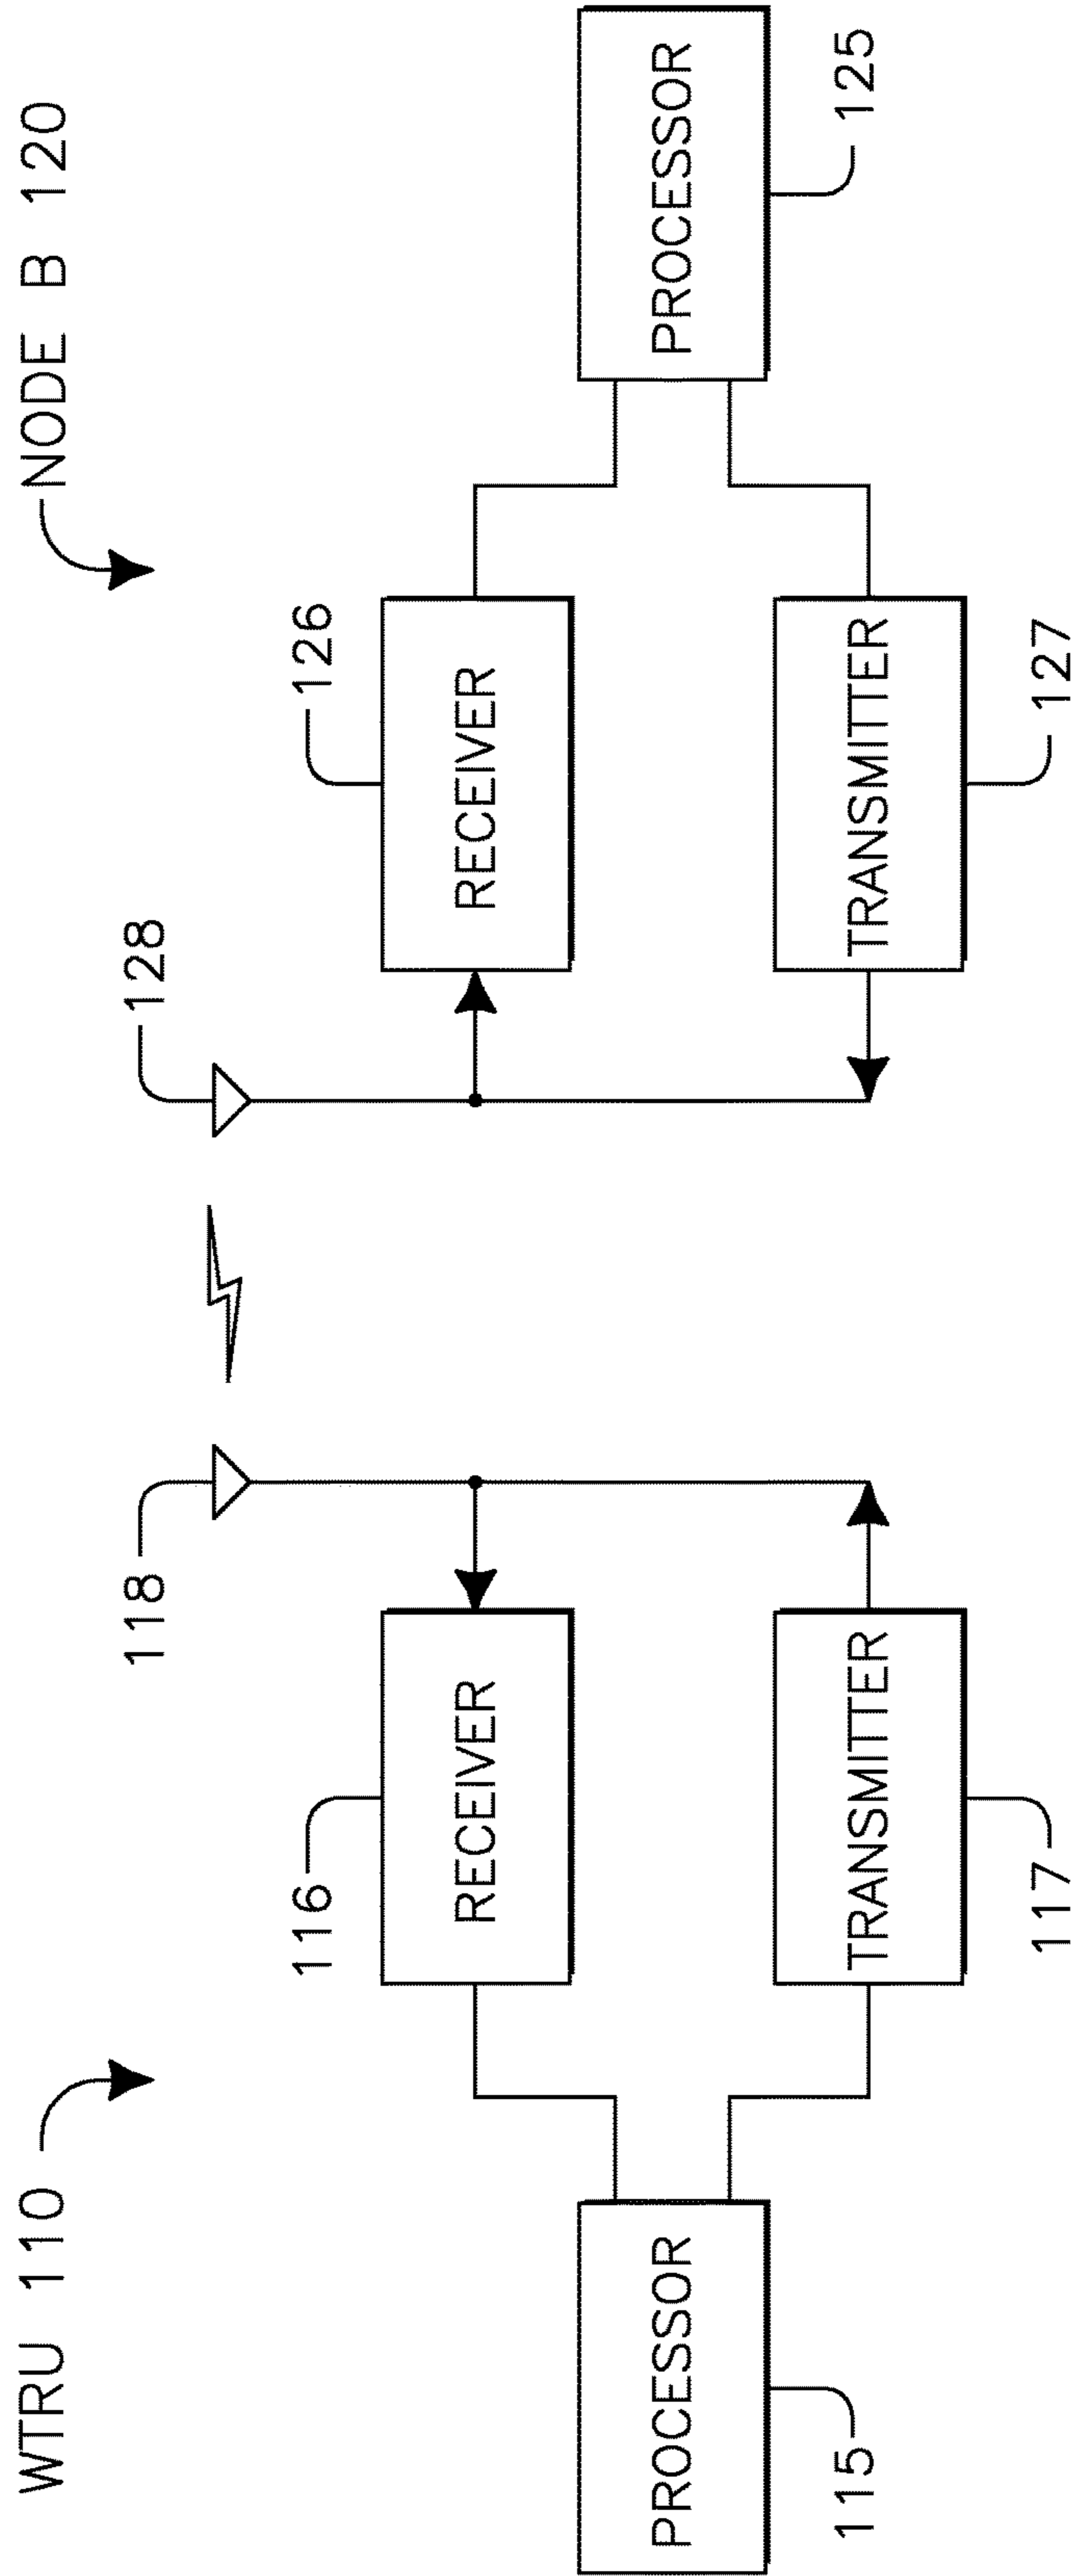 WTRU 110
NODE B 120
118
128
116
126
RECEIVER
RECEIVER
PROCESSOR
PROCESSOR
115
125
TRANSMITTER
TRANSMITTER
117
127